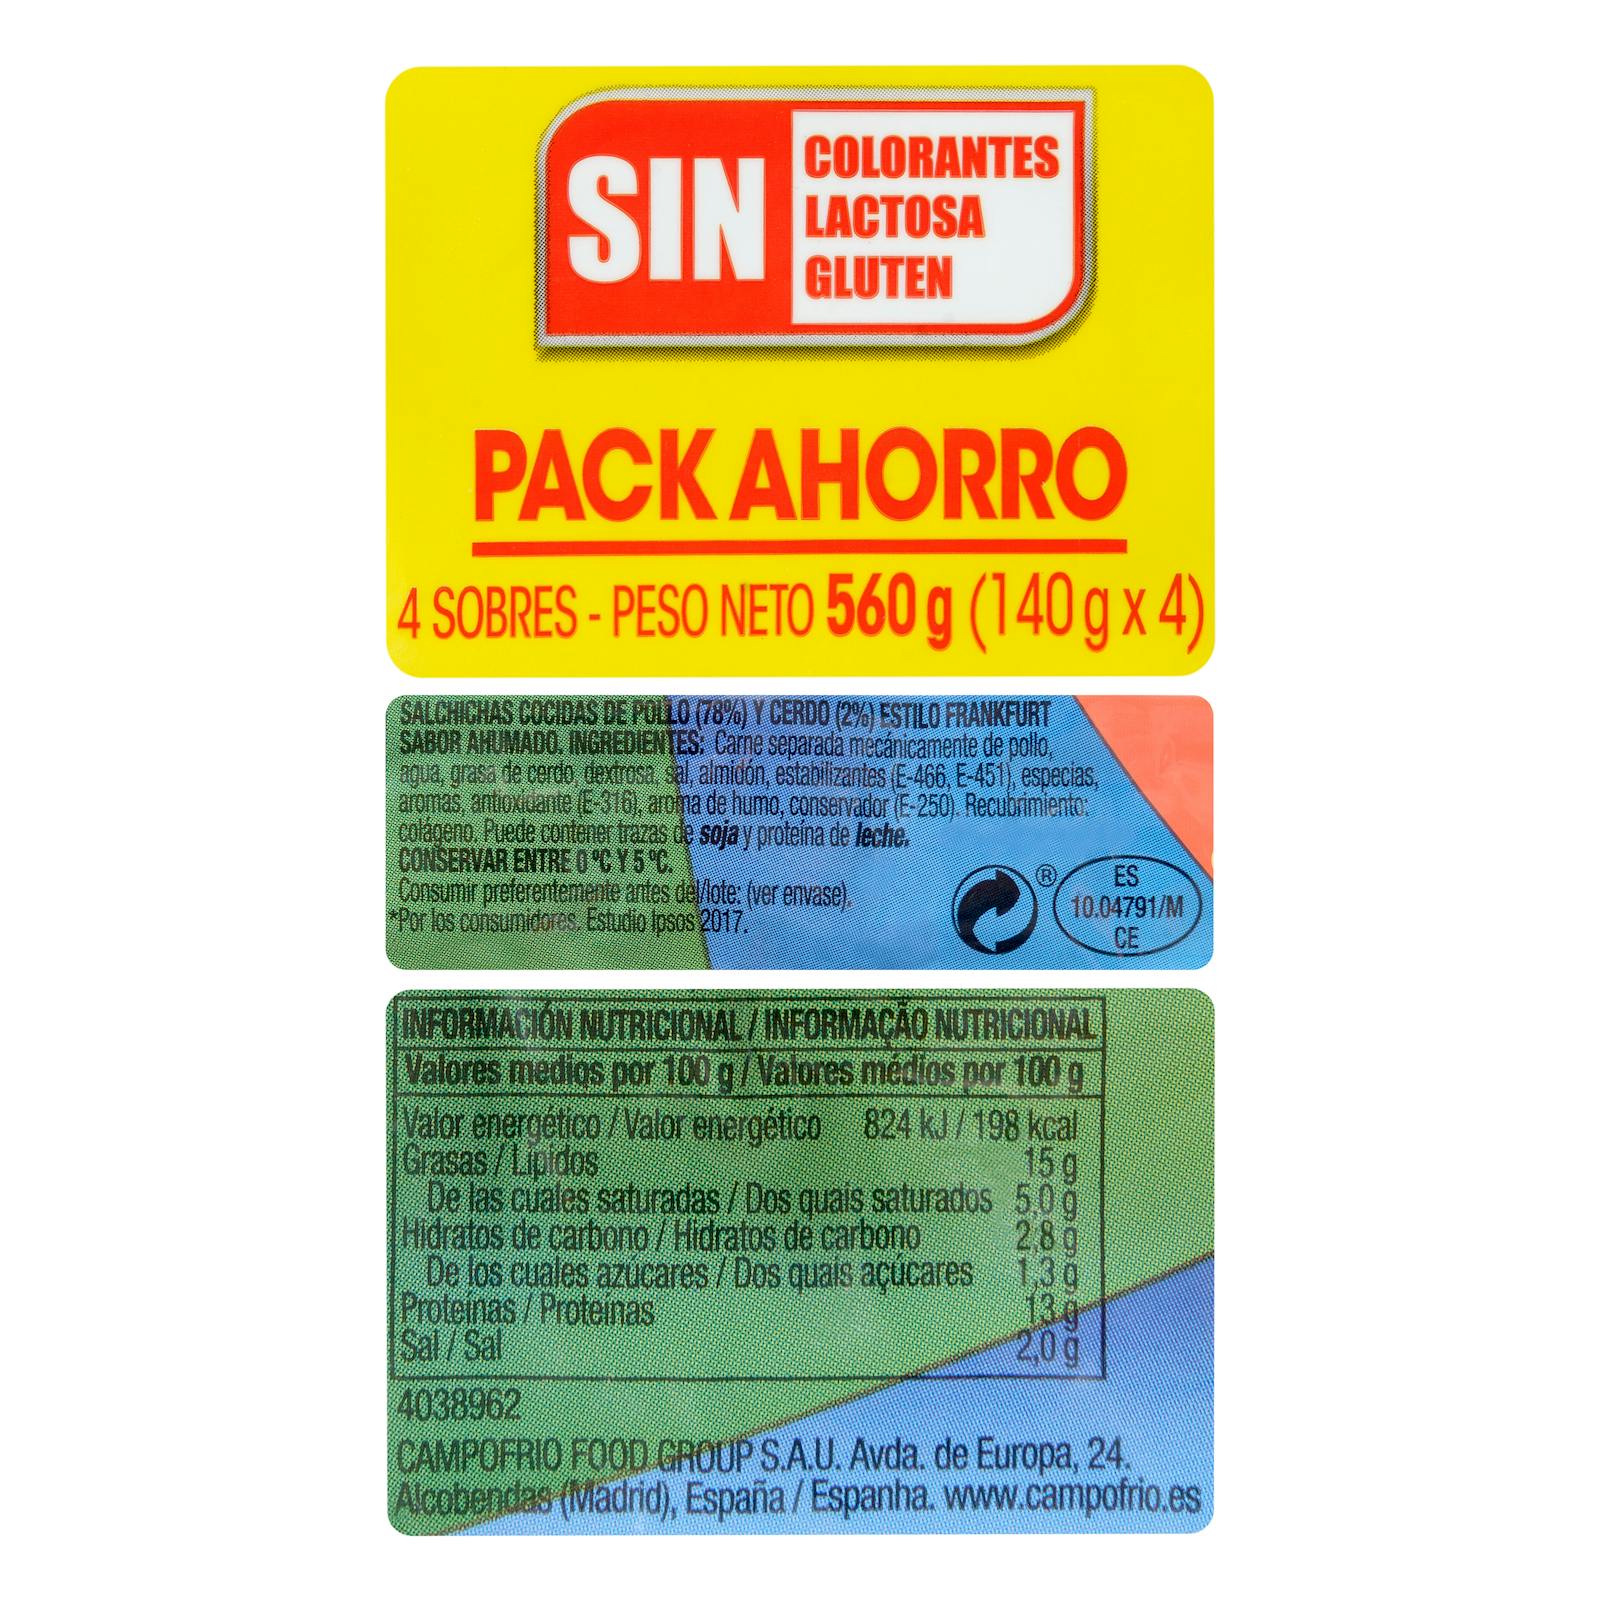 SIN
COLORANTES
LACTOSA
GLUTEN
PACK AHORRO
4 SOBRES - PESO NETO 560 g (140 g x 4)
SALCHICHAS COCIDAS DE POLLO (78%) Y CERDO (2%) ESTILO FRANKFURT
SABOR AHUMADO. INGREDIENTES: Carne separada mecánicamente de pollo,
agua, grasa de cerdo, dextrosa, sal, almidón, estabilizantes (E-466, E-451), especias,
aromas, antioxidante (E-316), aroma de humo, conservador (E-250). Recubrimiento:
colágeno. Puede contener trazas de soja y proteína de leche.
CONSERVAR ENTRE 0 ºC Y 5 ºC.
Consumir preferentemente antes del/lote: (ver envase).
*Por los consumidores. Estudio Ipsos 2017.
®
ES
10.04791/M
CE
INFORMACIÓN NUTRICIONAL / INFORMAÇÃO NUTRICIONAL
Valores medios por 100 g / Valores médios por 100 g
Valor energético / Valor energético 824 kJ / 198 kcal
Grasas / Lípidos 15 g
De las cuales saturadas / Dos quais saturados 5,0 g
Hidratos de carbono / Hidratos de carbono 2,8 g
De los cuales azúcares / Dos quais açúcares 1,3 g
Proteínas / Proteínas 13 g
Sal / Sal 2,0 g
4038962
CAMPOFRIO FOOD GROUP S.A.U. Avda. de Europa, 24.
Alcobendas (Madrid), España / Espanha. www.campofrio.es